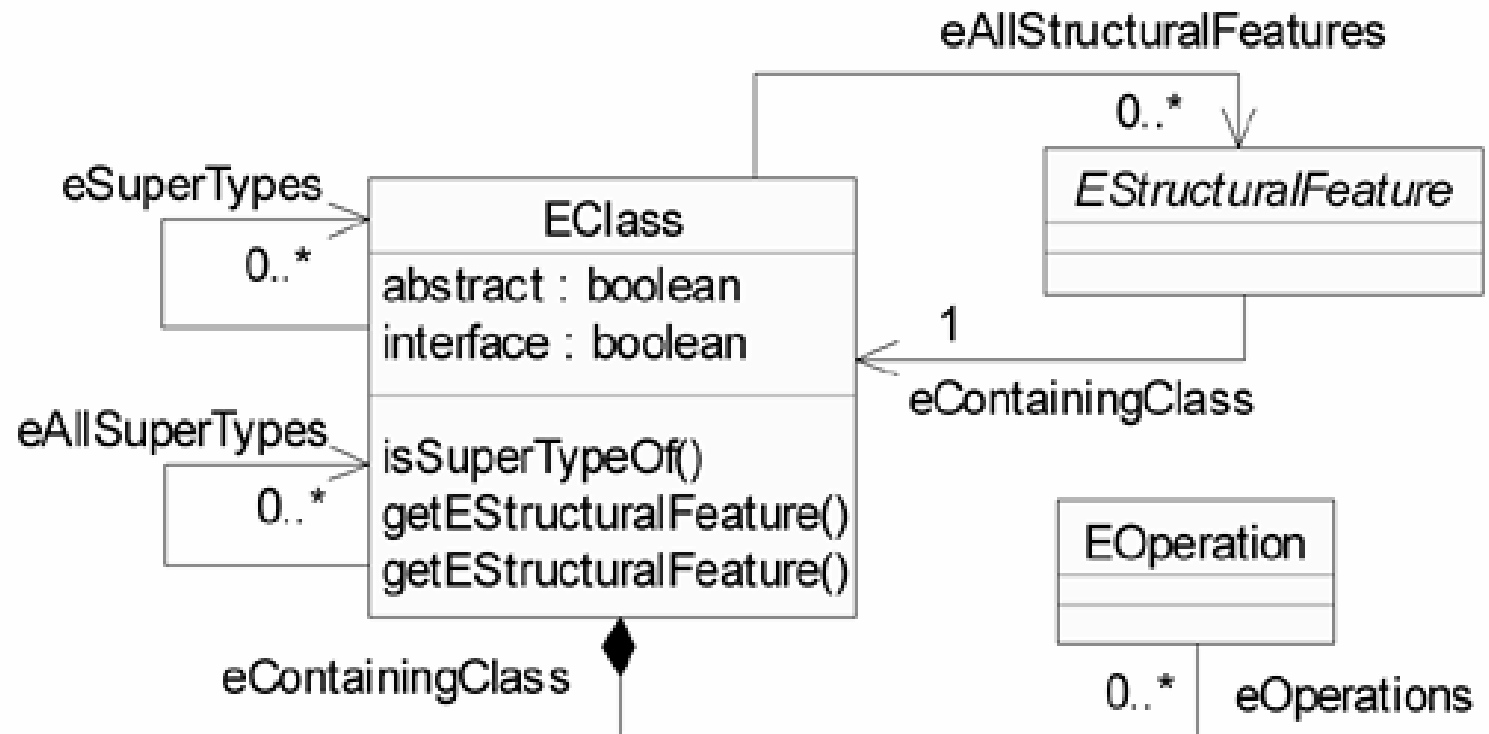 eAllStructuralFeatures
0..*
EStructuralFeature
eSuperTypes
0..*
EClass
abstract : boolean
interface : boolean
1
eContainingClass
eAllSuperTypes
0..*
isSuperTypeOf()
getEStructuralFeature()
getEStructuralFeature()
EOperation
eContainingClass
0..*
eOperations